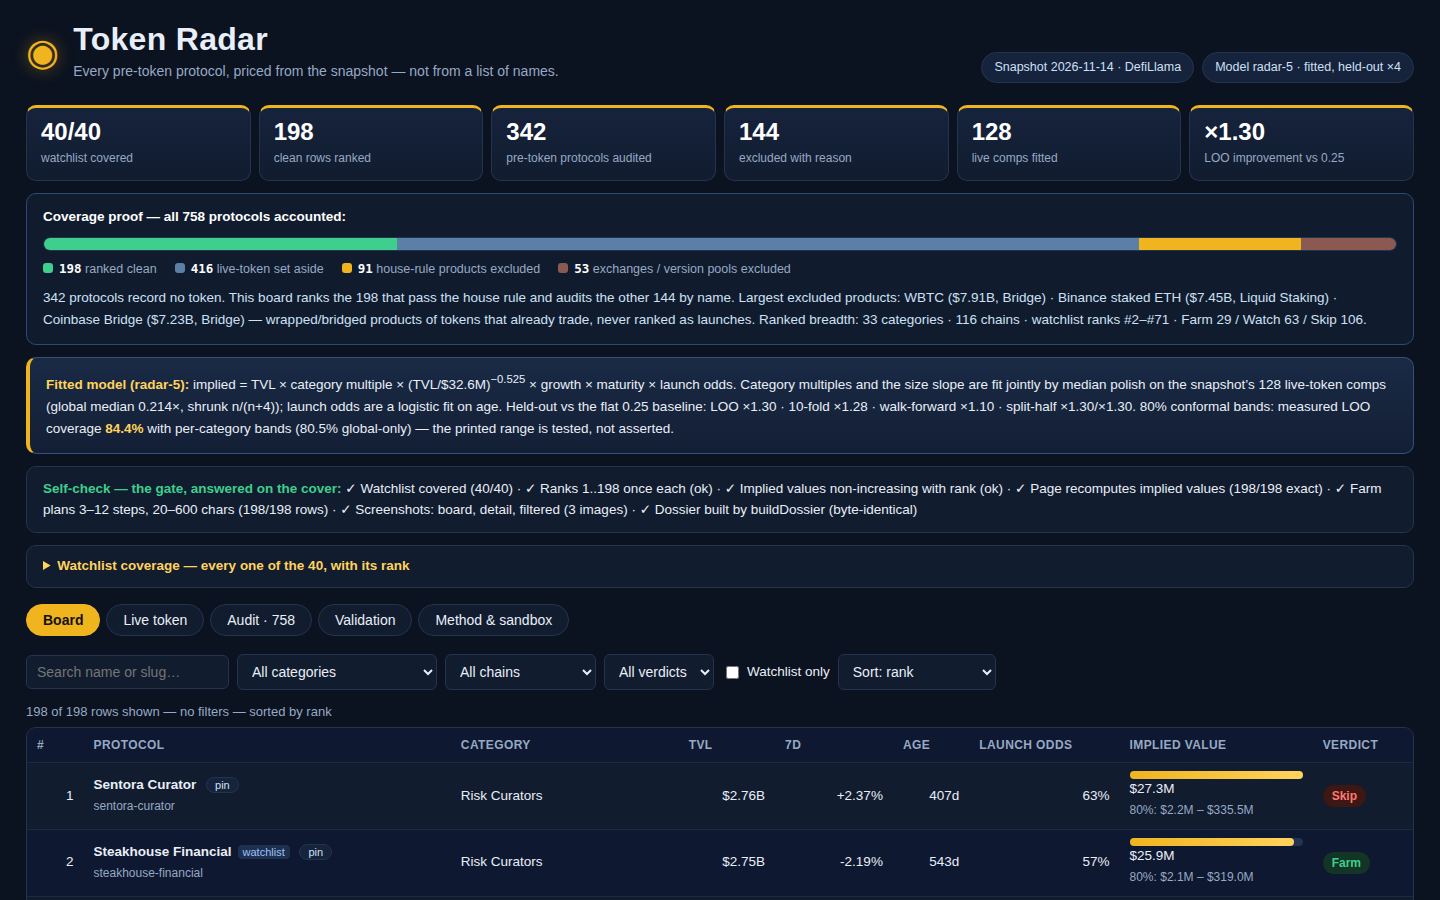 Token Radar
Every pre-token protocol, priced from the snapshot — not from a list of names.
Snapshot 2026-11-14 · DefiLlama
Model radar-5 · fitted, held-out ×4
40/40
watchlist covered
198
clean rows ranked
342
pre-token protocols audited
144
excluded with reason
128
live comps fitted
×1.30
LOO improvement vs 0.25
Coverage proof — all 758 protocols accounted:
198 ranked clean 416 live-token set aside 91 house-rule products excluded 53 exchanges / version pools excluded
342 protocols record no token. This board ranks the 198 that pass the house rule and audits the other 144 by name. Largest excluded products: WBTC ($7.91B, Bridge) · Binance staked ETH ($7.45B, Liquid Staking) ·
Coinbase Bridge ($7.23B, Bridge) — wrapped/bridged products of tokens that already trade, never ranked as launches. Ranked breadth: 33 categories · 116 chains · watchlist ranks #2–#71 · Farm 29 / Watch 63 / Skip 106.
Fitted model (radar-5): implied = TVL × category multiple × (TVL/$32.6M)−0.525 × growth × maturity × launch odds. Category multiples and the size slope are fit jointly by median polish on the snapshot's 128 live-token comps
(global median 0.214×, shrunk n/(n+4)); launch odds are a logistic fit on age. Held-out vs the flat 0.25 baseline: LOO ×1.30 · 10-fold ×1.28 · walk-forward ×1.10 · split-half ×1.30/×1.30. 80% conformal bands: measured LOO
coverage 84.4% with per-category bands (80.5% global-only) — the printed range is tested, not asserted.
Self-check — the gate, answered on the cover: ✓ Watchlist covered (40/40) · ✓ Ranks 1..198 once each (ok) · ✓ Implied values non-increasing with rank (ok) · ✓ Page recomputes implied values (198/198 exact) · ✓ Farm
plans 3–12 steps, 20–600 chars (198/198 rows) · ✓ Screenshots: board, detail, filtered (3 images) · ✓ Dossier built by buildDossier (byte-identical)
▶ Watchlist coverage — every one of the 40, with its rank
Board Live token Audit · 758 Validation Method & sandbox
Search name or slug… All categories All chains All verdicts Watchlist only Sort: rank
198 of 198 rows shown — no filters — sorted by rank
# PROTOCOL CATEGORY TVL 7D AGE LAUNCH ODDS IMPLIED VALUE VERDICT
1 Sentora Curator pin Risk Curators $2.76B +2.37% 407d 63% $27.3M Skip
sentora-curator 80%: $2.2M – $335.5M
2 Steakhouse Financial watchlist pin Risk Curators $2.75B -2.19% 543d 57% $25.9M Farm
steakhouse-financial 80%: $2.1M – $319.0M